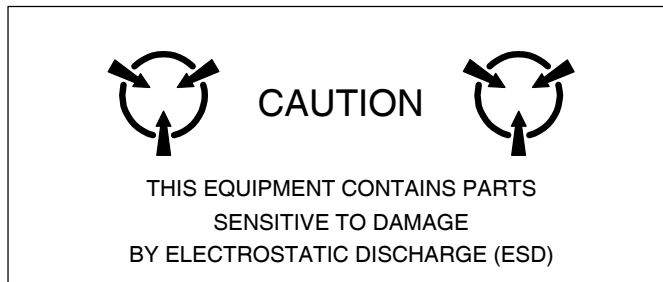 CAUTION
THIS EQUIPMENT CONTAINS PARTS
SENSITIVE TO DAMAGE
BY ELECTROSTATIC DISCHARGE (ESD)